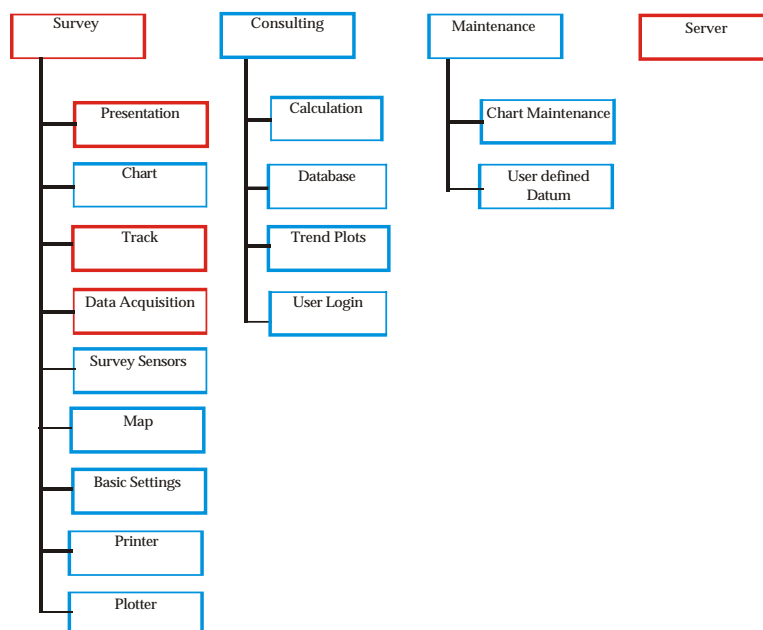 Survey
Presentation
Chart
Track
Data Acquisition
Survey Sensors
Map
Basic Settings
Printer
Plotter
Consulting
Calculation
Database
Trend Plots
User Login
Maintenance
Chart Maintenance
User defined
Datum
Server